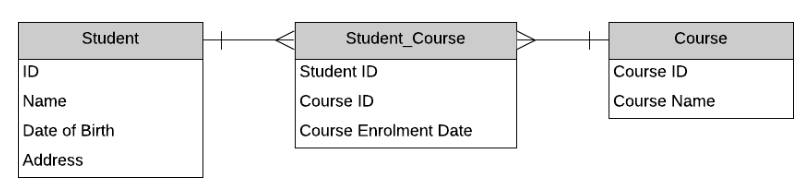 Student
ID
Name
Date of Birth
Address
Student_Course
Student ID
Course ID
Course Enrolment Date
Course
Course ID
Course Name